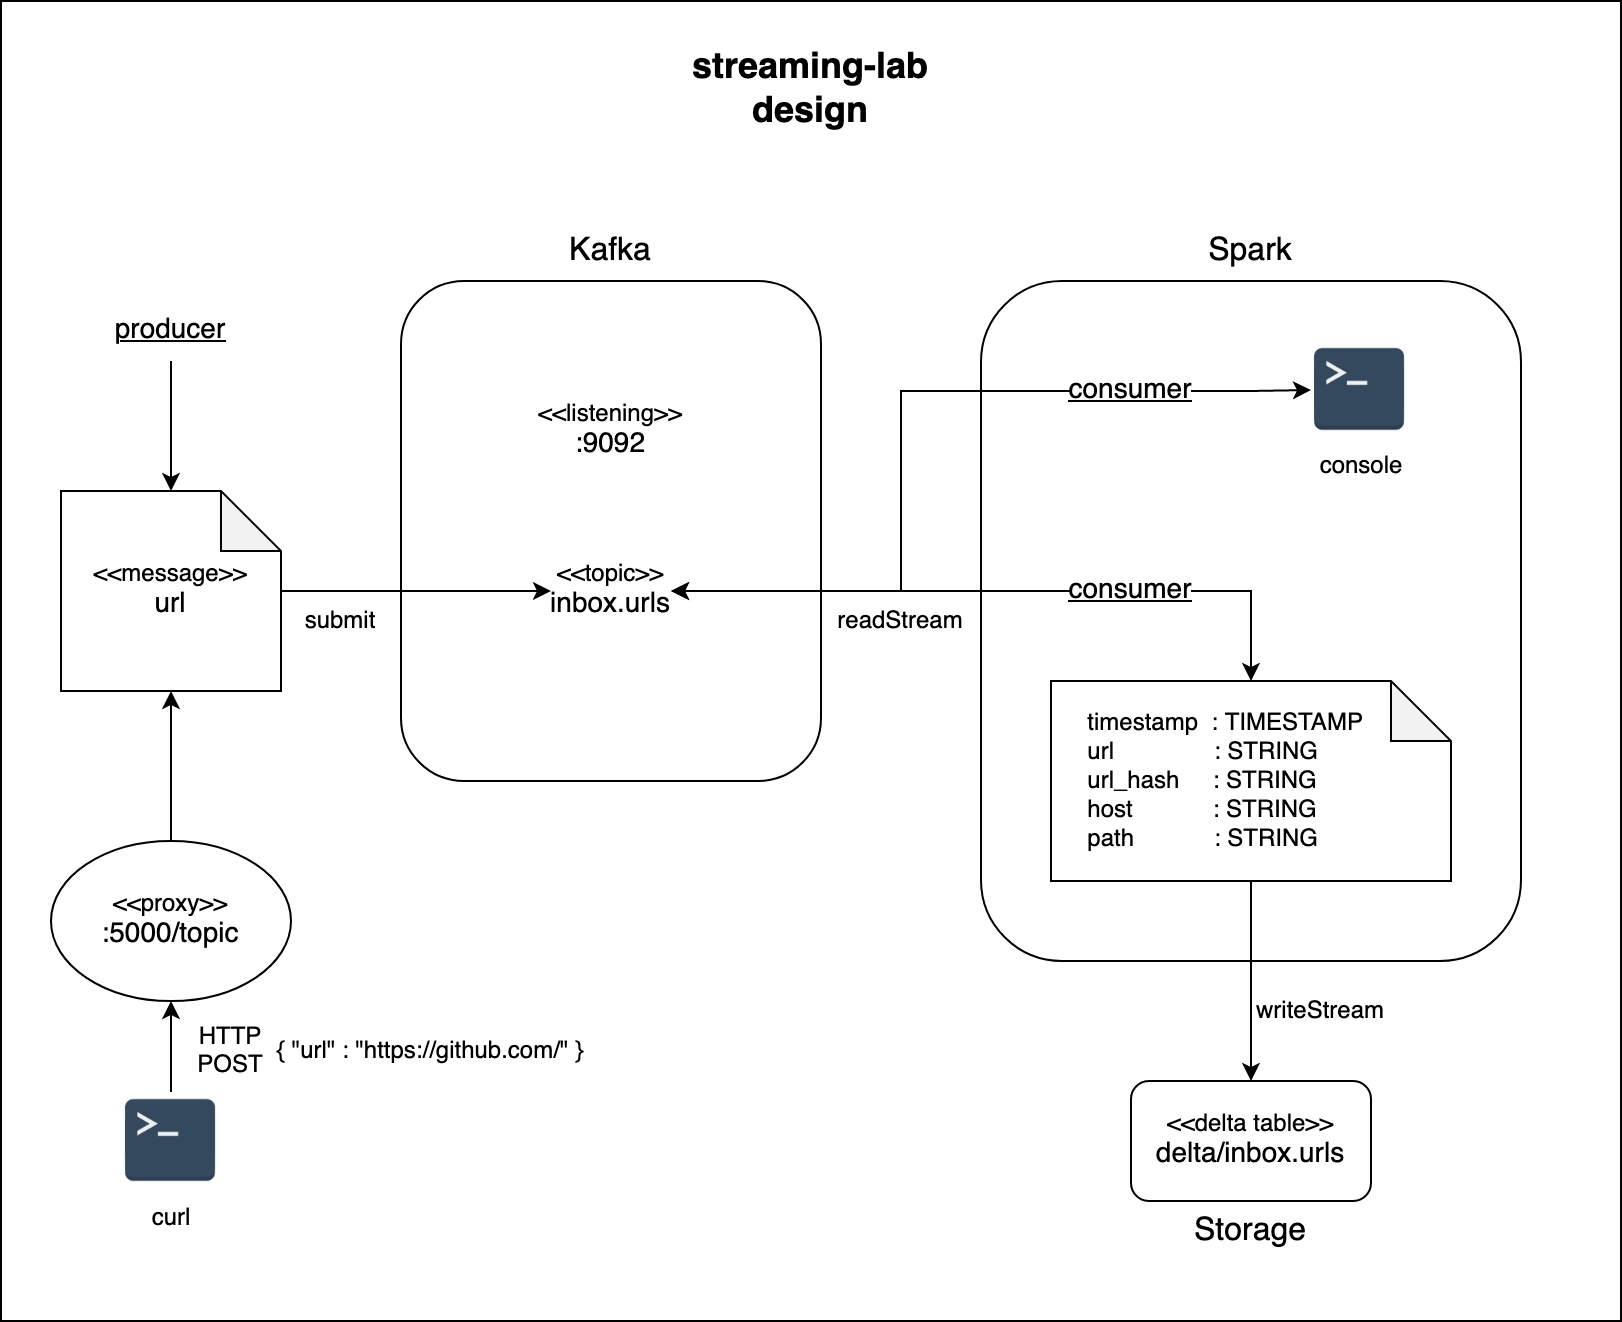 streaming-lab
design
Kafka
Spark
producer
<<listening>>
:9092
consumer
>_
console
<<message>>
url
submit
<<topic>>
inbox.urls
readStream
consumer
timestamp : TIMESTAMP
url : STRING
url_hash : STRING
host : STRING
path : STRING
<<proxy>>
:5000/topic
HTTP
POST
{ "url" : "https://github.com/" }
>_
curl
writeStream
<<delta table>>
delta/inbox.urls
Storage